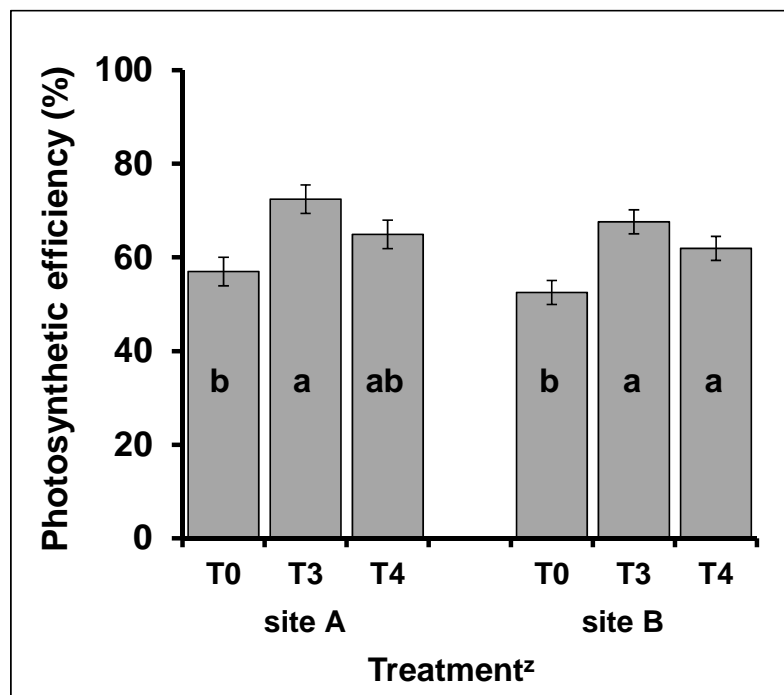 Photosynthetic efficiency (%)
100
80
60
40
20
0
b a ab b a a
T0 T3 T4 T0 T3 T4
site A site B
Treatmentᶻ